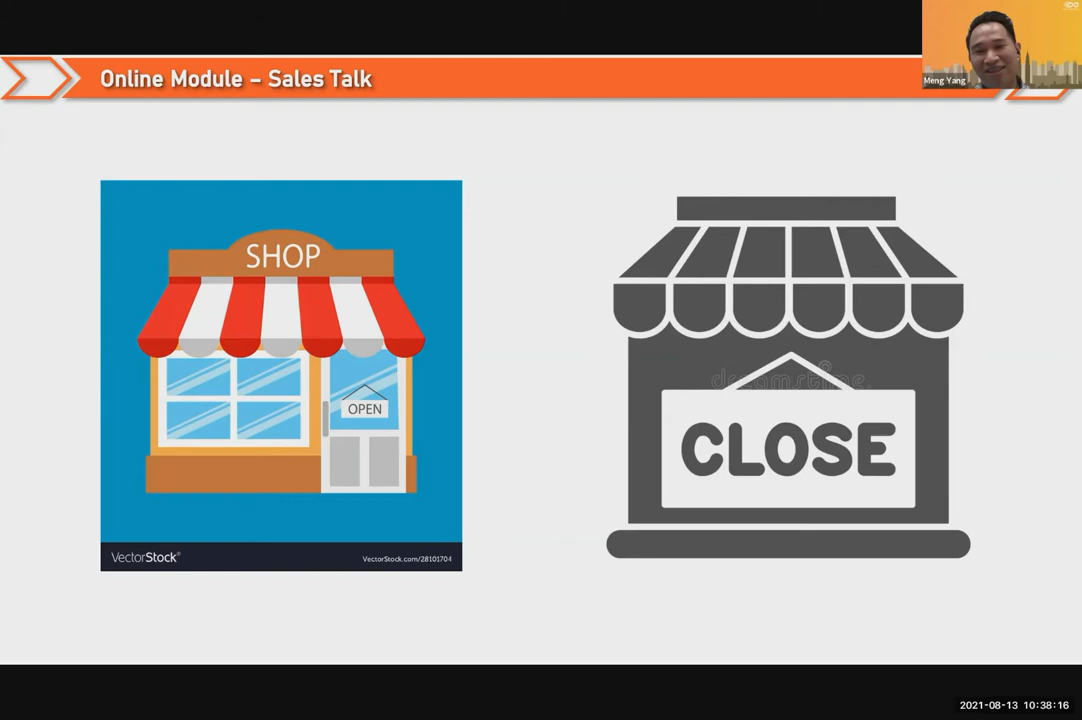 Online Module – Sales Talk
Meng Yang
SHOP
OPEN
VectorStock®
VectorStock.com/28101704
dreamstime.
CLOSE
2021-08-13 10:38:16